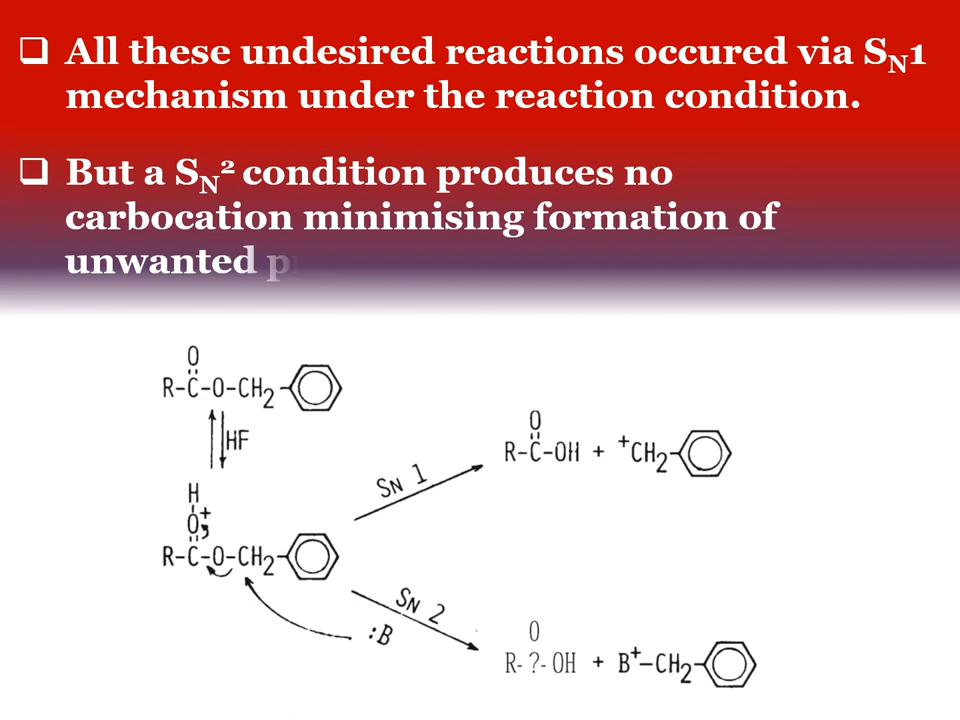 ❑ All these undesired reactions occured via SN1
mechanism under the reaction condition.
❑ But a SN2 condition produces no
carbocation minimising formation of
unwanted
O
R-C-O-CH2
HF
H
O+
R-C-O-CH2
:B
SN 1
O
R-C-OH + +CH2
SN 2
O
R- ?- OH + B+-CH2